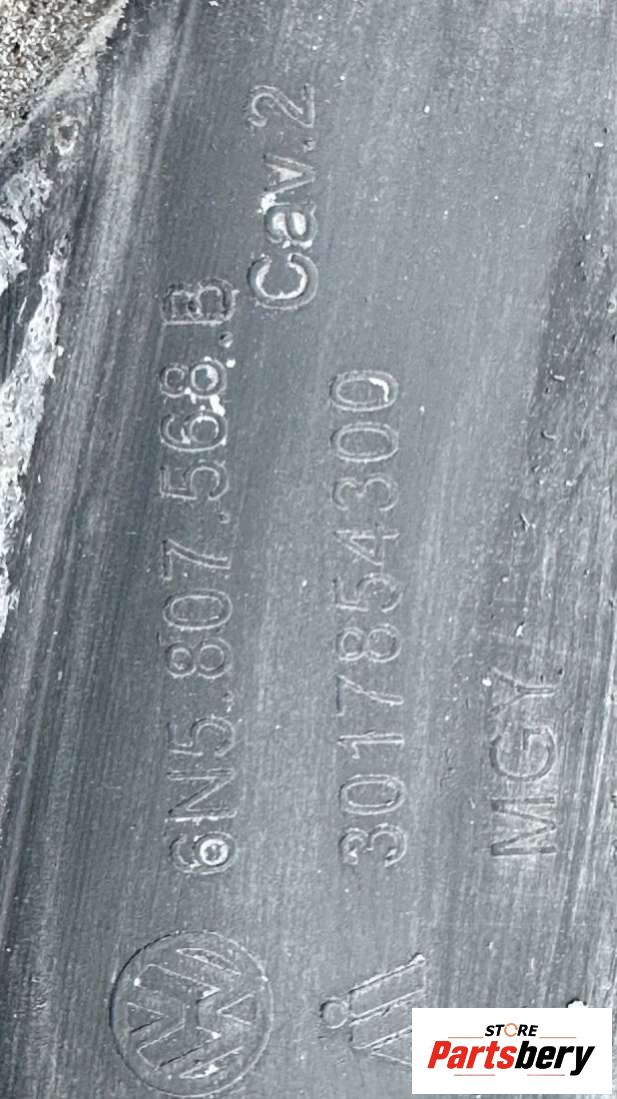 6N5.807.568.B
Cav.2
3017854300
MGY
STORE
Partsbery